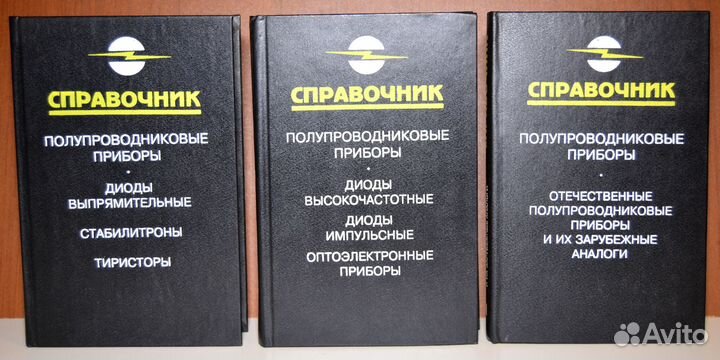 СПРАВОЧНИК
ПОЛУПРОВОДНИКОВЫЕ
ПРИБОРЫ
ДИОДЫ
ВЫПРЯМИТЕЛЬНЫЕ
СТАБИЛИТРОНЫ
ТИРИСТОРЫ
СПРАВОЧНИК
ПОЛУПРОВОДНИКОВЫЕ
ПРИБОРЫ
ДИОДЫ
ВЫСОКОЧАСТОТНЫЕ
ДИОДЫ
ИМПУЛЬСНЫЕ
ОПТОЭЛЕКТРОННЫЕ
ПРИБОРЫ
СПРАВОЧНИК
ПОЛУПРОВОДНИКОВЫЕ
ПРИБОРЫ
ОТЕЧЕСТВЕННЫЕ
ПОЛУПРОВОДНИКОВЫЕ
ПРИБОРЫ
И ИХ ЗАРУБЕЖНЫЕ
АНАЛОГИ
Avito